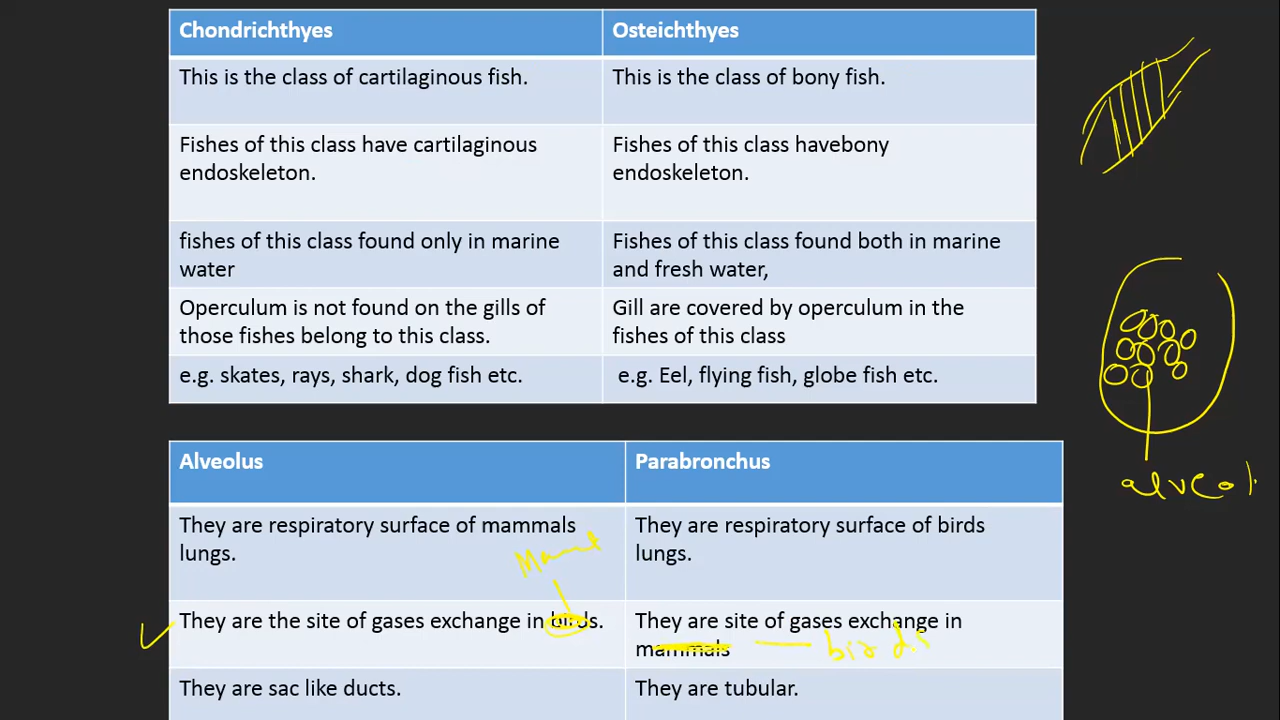 Chondrichthyes
Osteichthyes
This is the class of cartilaginous fish.
This is the class of bony fish.
Fishes of this class have cartilaginous
endoskeleton.
Fishes of this class havebony
endoskeleton.
fishes of this class found only in marine
water
Fishes of this class found both in marine
and fresh water,
Operculum is not found on the gills of
those fishes belong to this class.
Gill are covered by operculum in the
fishes of this class
e.g. skates, rays, shark, dog fish etc.
e.g. Eel, flying fish, globe fish etc.
alveol
Alveolus
Parabronchus
They are respiratory surface of mammals
lungs.
They are respiratory surface of birds
lungs.
They are the site of gases exchange in birds.
They are site of gases exchange in
mammals
birds
They are sac like ducts.
They are tubular.